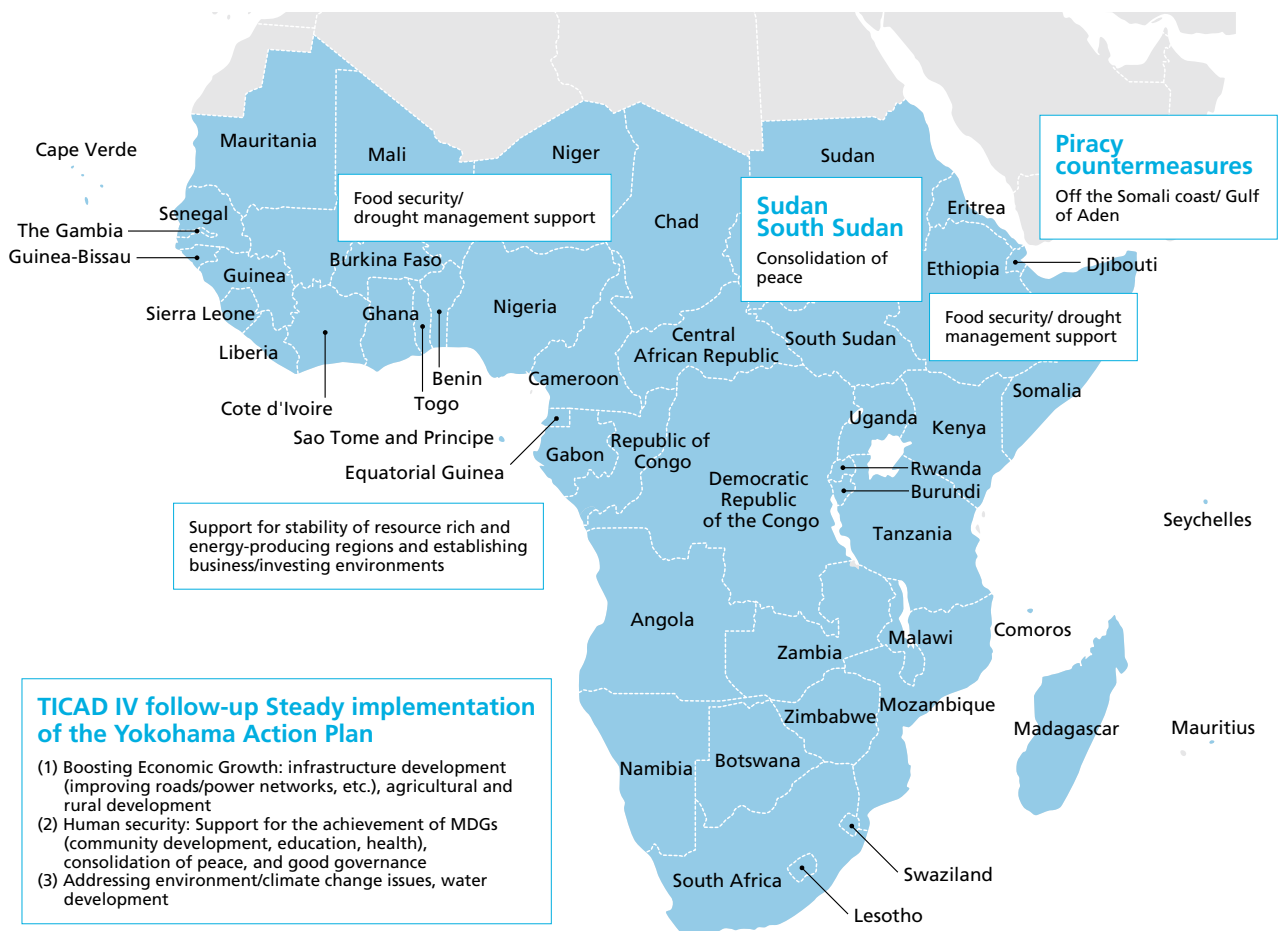 Cape Verde
Mauritania
Mali
Niger
Sudan
Chad
Eritrea
Senegal
The Gambia
Guinea-Bissau
Guinea
Burkina Faso
Sierra Leone
Ghana
Nigeria
Liberia
Ethiopia
Djibouti
Food security/
drought management support
Sudan
South Sudan
Consolidation of
peace
Piracy
countermeasures
Off the Somali coast/ Gulf
of Aden
Food security/ drought
management support
Central
African Republic
South Sudan
Benin
Togo
Cote d'Ivoire
Cameroon
Somalia
Uganda
Kenya
Sao Tome and Principe
Equatorial Guinea
Gabon
Republic of
Congo
Democratic
Republic
of the Congo
Rwanda
Burundi
Tanzania
Seychelles
Support for stability of resource rich and
energy-producing regions and establishing
business/investing environments
Angola
Zambia
Malawi
Comoros
Mozambique
Zimbabwe
Madagascar
Mauritius
Namibia
Botswana
South Africa
Swaziland
Lesotho
TICAD IV follow-up Steady implementation
of the Yokohama Action Plan
(1) Boosting Economic Growth: infrastructure development
(improving roads/power networks, etc.), agricultural and
rural development
(2) Human security: Support for the achievement of MDGs
(community development, education, health),
consolidation of peace, and good governance
(3) Addressing environment/climate change issues, water
development